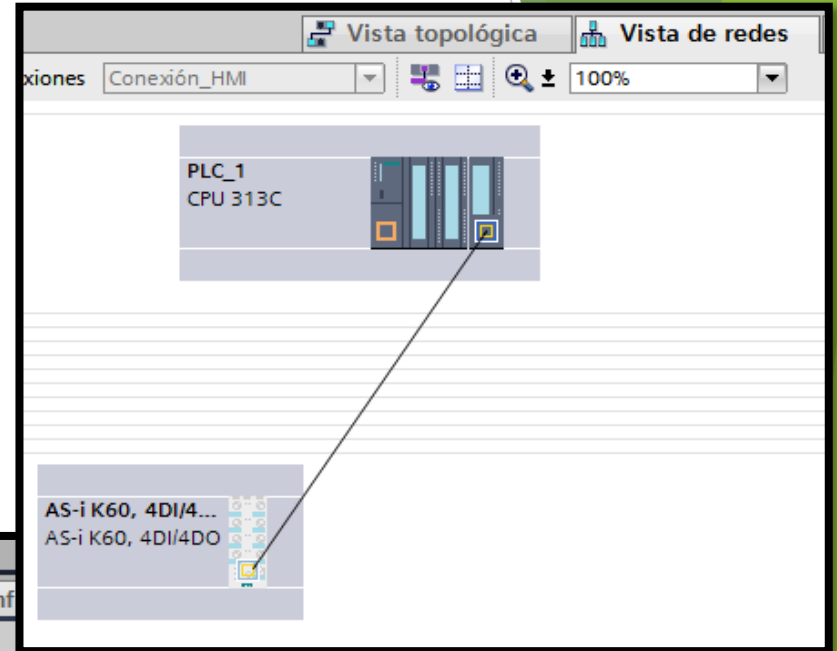 Vista topológica Vista de redes
xiones Conexión_HMI 100%
PLC_1
CPU 313C
AS-i K60, 4DI/4...
AS-i K60, 4DI/4DO
nf